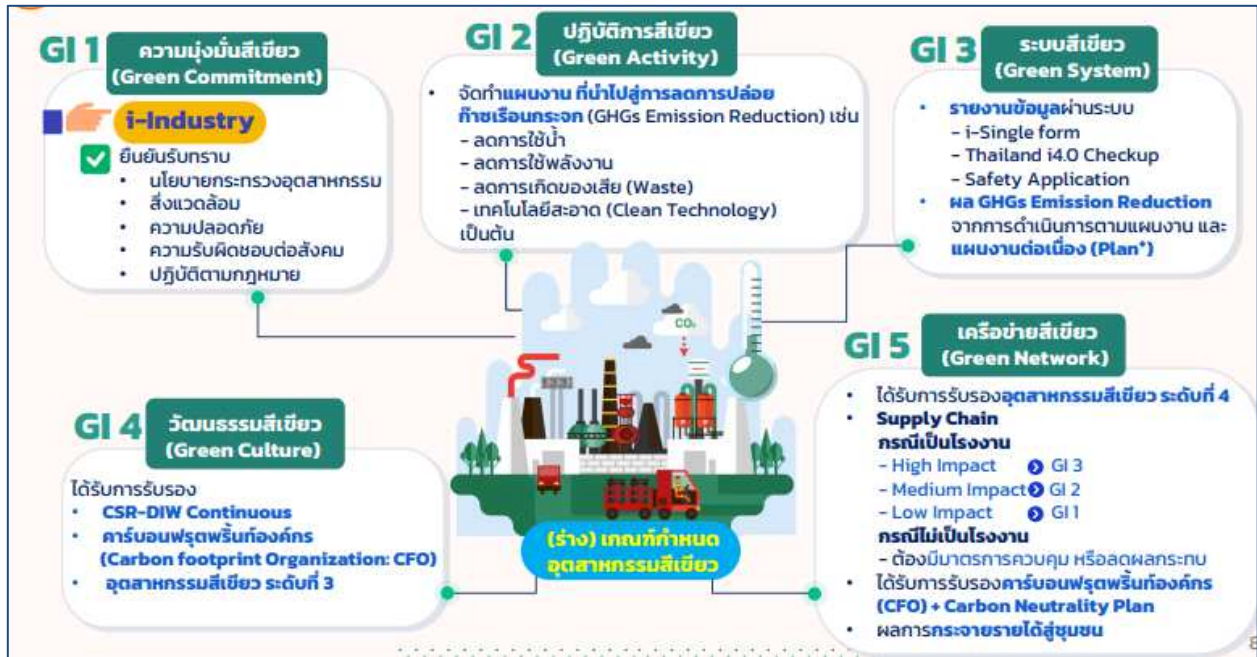 GI 1
ความมุ่งมั่นสีเขียว
(Green Commitment)
i-Industry
ยืนยันรับทราบ
• นโยบายกระทรวงอุตสาหกรรม
• สิ่งแวดล้อม
• ความปลอดภัย
• ความรับผิดชอบต่อสังคม
• ปฏิบัติตามกฎหมาย
GI 2
ปฏิบัติการสีเขียว
(Green Activity)
• จัดทำแผนงาน ที่นำไปสู่การลดการปล่อย
ก๊าซเรือนกระจก (GHGs Emission Reduction) เช่น
- ลดการใช้น้ำ
- ลดการใช้พลังงาน
- ลดการเกิดของเสีย (Waste)
- เทคโนโลยีสะอาด (Clean Technology)
เป็นต้น
GI 3
ระบบสีเขียว
(Green System)
• รายงานข้อมูลผ่านระบบ
- i-Single form
- Thailand i4.0 Checkup
- Safety Application
• ผล GHGs Emission Reduction
จากการดำเนินการตามแผนงาน และ
แผนงานต่อเนื่อง (Plan⁺)
CO₂
GI 4
วัฒนธรรมสีเขียว
(Green Culture)
ได้รับการรับรอง
• CSR-DIW Continuous
• คาร์บอนฟรุตพริ้นท์องค์กร
(Carbon footprint Organization: CFO)
• อุตสาหกรรมสีเขียว ระดับที่ 3
(ร่าง) เกณฑ์กำหนด
อุตสาหกรรมสีเขียว
GI 5
เครือข่ายสีเขียว
(Green Network)
• ได้รับการรับรองอุตสาหกรรมสีเขียว ระดับที่ 4
• Supply Chain
กรณีเป็นโรงงาน
- High Impact GI 3
- Medium Impact GI 2
- Low Impact GI 1
กรณีไม่เป็นโรงงาน
- ต้องมีมาตรการควบคุม หรือลดผลกระทบ
• ได้รับการรับรองคาร์บอนฟรุตพริ้นท์องค์กร
(CFO) + Carbon Neutrality Plan
• ผลการกระจายรายได้สู่ชุมชน